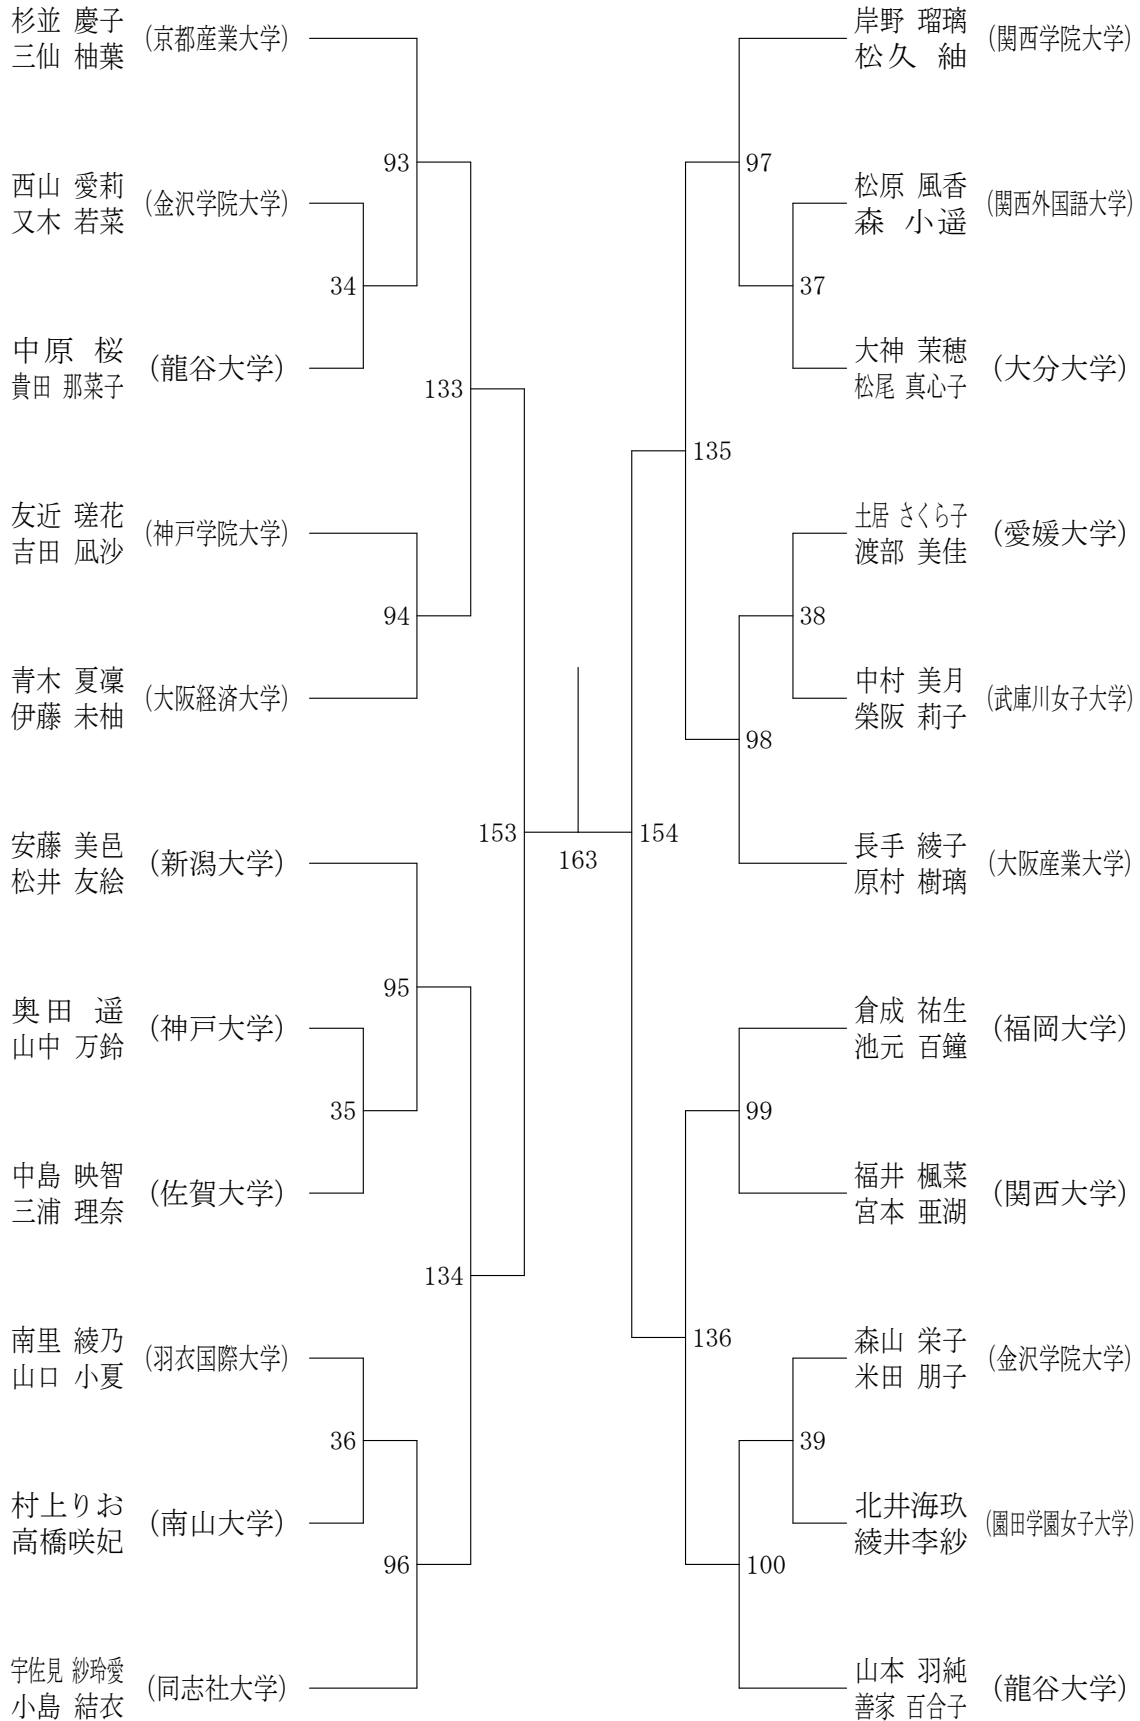 杉並 慶子
三仙 柚葉
(京都産業大学)
93
西山 愛莉
又木 若菜
(金沢学院大学)
34
中原 桜
貴田 那菜子
(龍谷大学)
133
友近 瑳花
吉田 凪沙
(神戸学院大学)
94
青木 夏凜
伊藤 未柚
(大阪経済大学)
153
安藤 美邑
松井 友絵
(新潟大学)
95
奥田 遥
山中 万鈴
(神戸大学)
35
中島 映智
三浦 理奈
(佐賀大学)
134
南里 綾乃
山口 小夏
(羽衣国際大学)
36
村上りお
高橋咲妃
(南山大学)
96
宇佐見 紗玲愛
小島 結衣
(同志社大学)
163
岸野 瑠璃
松久 紬
(関西学院大学)
97
松原 風香
森 小遥
(関西外国語大学)
37
大神 茉穂
松尾 真心子
(大分大学)
135
土居 さくら子
渡部 美佳
(愛媛大学)
38
中村 美月
榮阪 莉子
(武庫川女子大学)
98
154
長手 綾子
原村 樹璃
(大阪産業大学)
倉成 祐生
池元 百鐘
(福岡大学)
99
福井 楓菜
宮本 亜湖
(関西大学)
136
森山 栄子
米田 朋子
(金沢学院大学)
39
北井海玖
綾井李紗
(園田学園女子大学)
100
山本 羽純
善家 百合子
(龍谷大学)